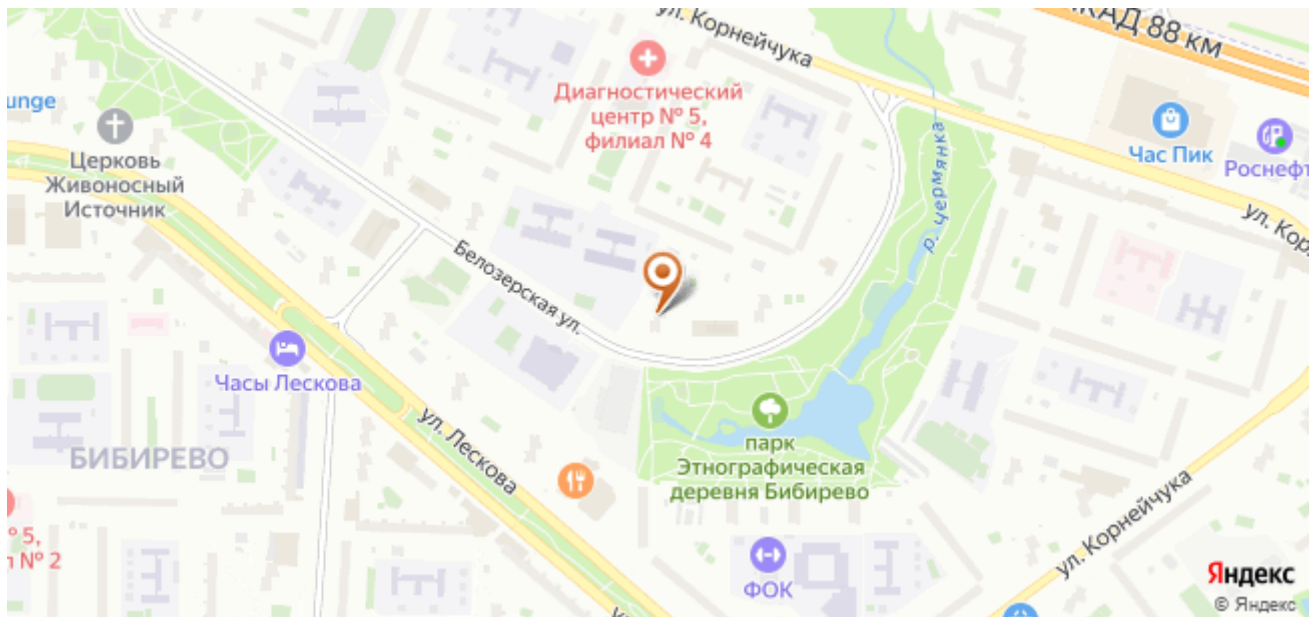 ул. Корнейчука
КАД 88 км
Диагностический
центр № 5,
филиал № 4
unge
Церковь
Живоносный
Источник
Час Пик
Роснефт
р. Чермянка
ул. Кор
Белозерская ул.
Часы Лескова
ул. Лескова
БИБИРЕВО
парк
Этнографическая
деревня Бибирево
№ 5,
№ 2
ул. Корнейчука
ФОК
Яндекс
© Яндекс